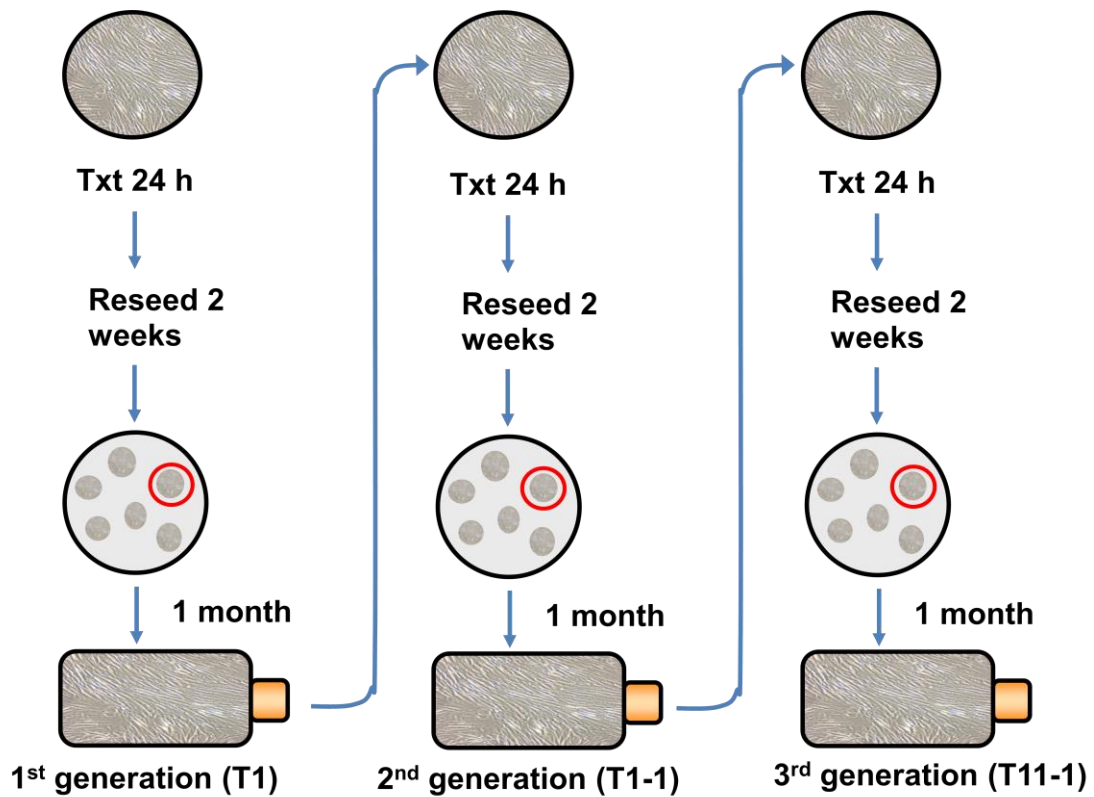 Txt 24 h
Reseed 2
weeks
1 month
1st generation (T1)
Txt 24 h
Reseed 2
weeks
1 month
2nd generation (T1-1)
Txt 24 h
Reseed 2
weeks
1 month
3rd generation (T11-1)